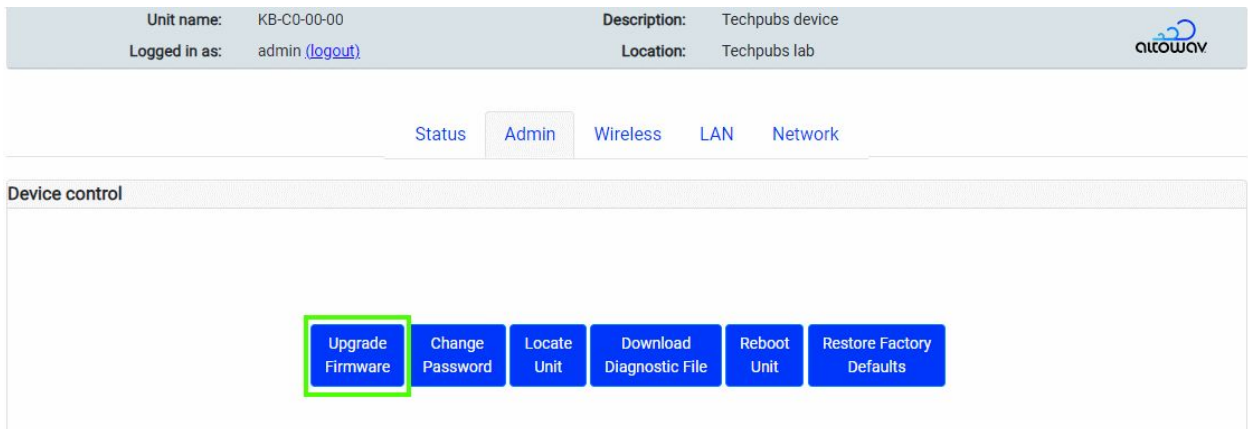 Unit name: KB-C0-00-00 Description: Techpubs device
altowav
Logged in as: admin (logout) Location: Techpubs lab
Status Admin Wireless LAN Network
Device control
Upgrade Firmware
Change Password
Locate Unit
Download Diagnostic File
Reboot Unit
Restore Factory Defaults